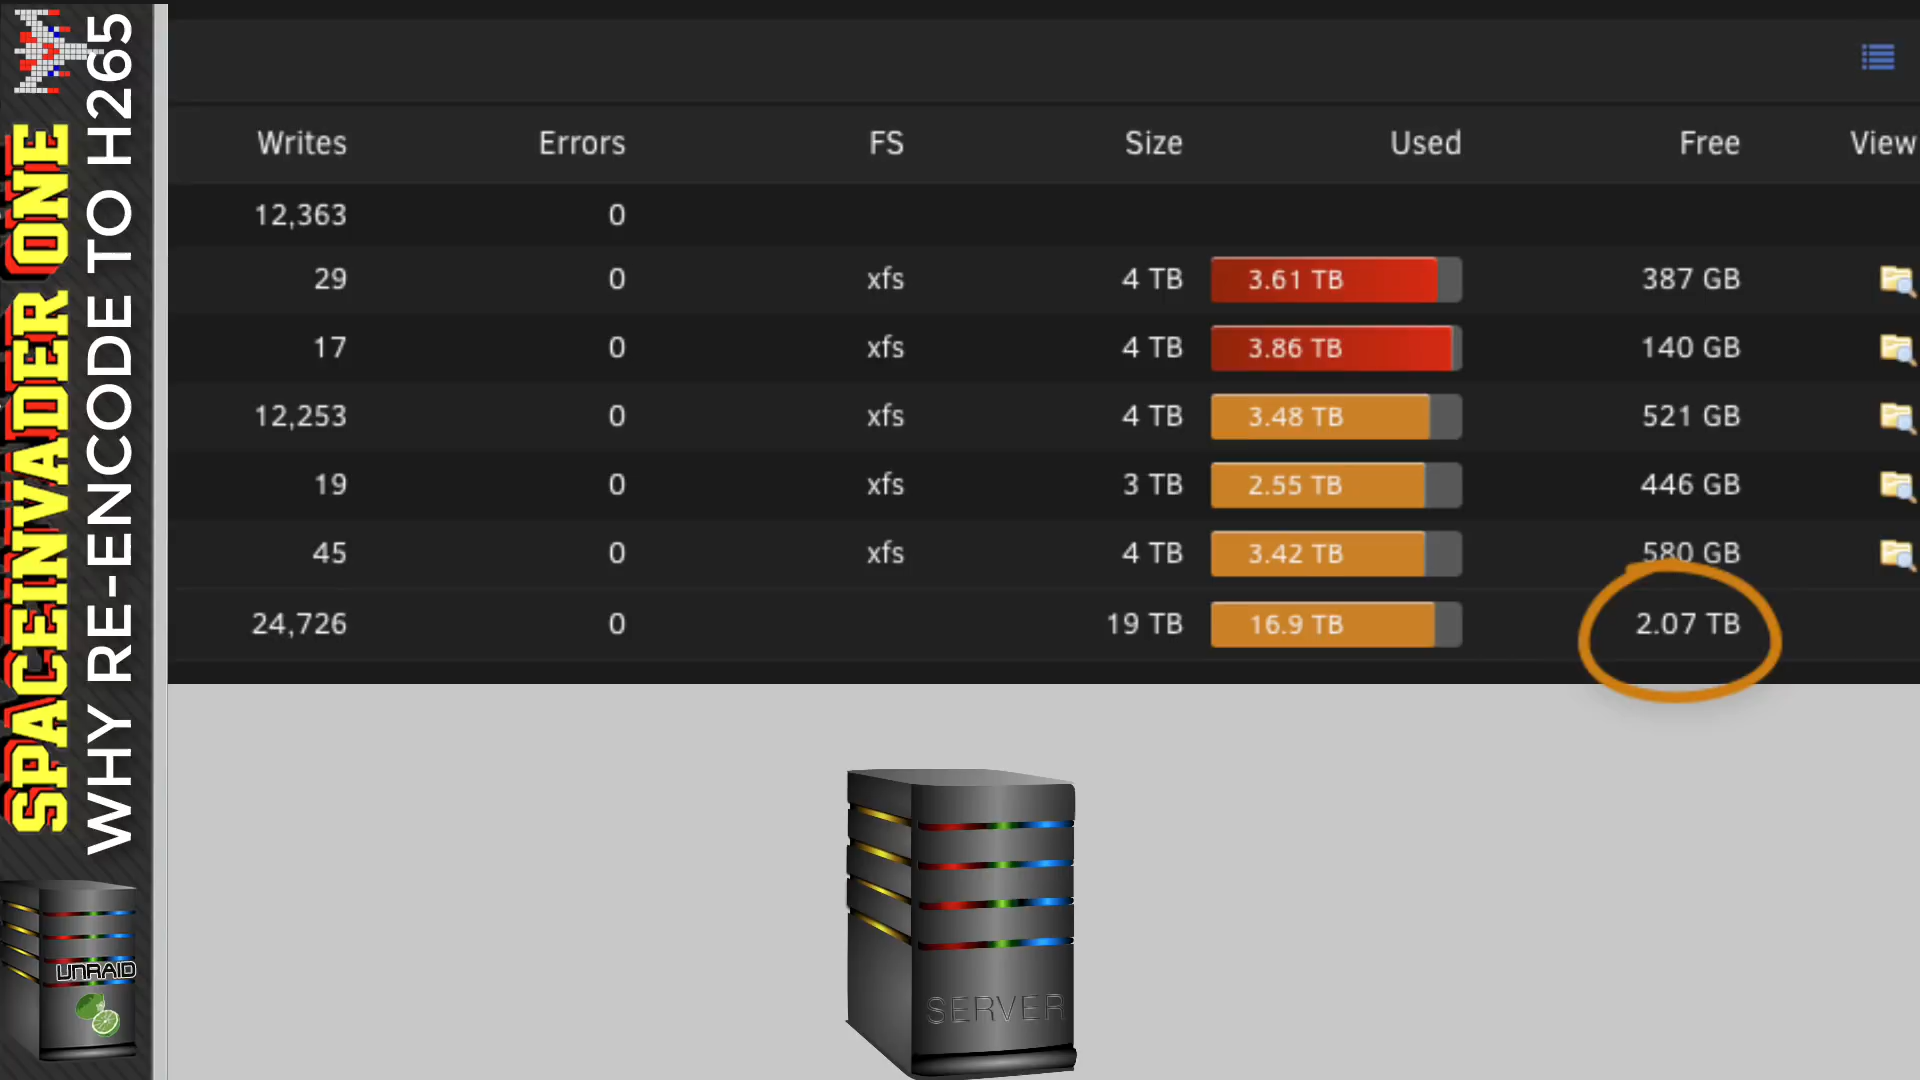 SPACEINVADER ONE
WHY RE-ENCODE TO H265
UNRAID
Writes Errors FS Size Used Free View
12,363 0
29 0 xfs 4 TB 3.61 TB 387 GB
17 0 xfs 4 TB 3.86 TB 140 GB
12,253 0 xfs 4 TB 3.48 TB 521 GB
19 0 xfs 3 TB 2.55 TB 446 GB
45 0 xfs 4 TB 3.42 TB 580 GB
24,726 0 19 TB 16.9 TB 2.07 TB
SERVER